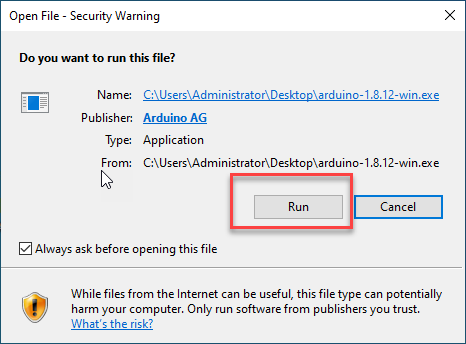 Open File - Security Warning
Do you want to run this file?
Name: C:\Users\Administrator\Desktop\arduino-1.8.12-win.exe
Publisher: Arduino AG
Type: Application
From: C:\Users\Administrator\Desktop\arduino-1.8.12-win.exe
Run Cancel
Always ask before opening this file
While files from the Internet can be useful, this file type can potentially
harm your computer. Only run software from publishers you trust.
What's the risk?